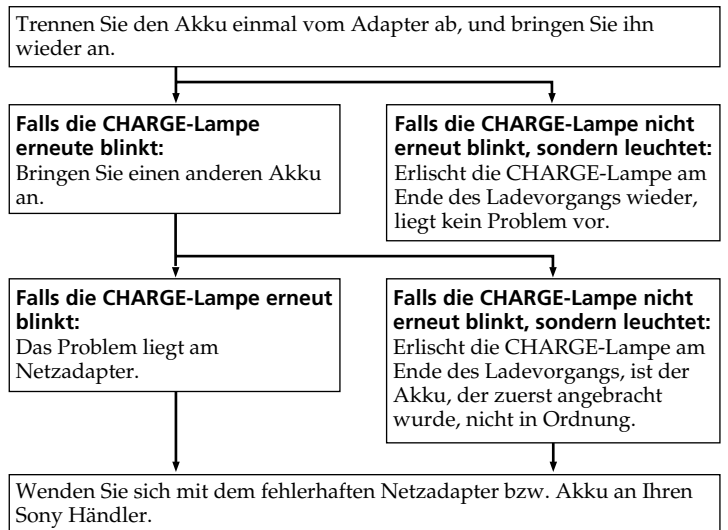 Trennen Sie den Akku einmal vom Adapter ab, und bringen Sie ihn
wieder an.
Falls die CHARGE-Lampe
erneute blinkt:
Bringen Sie einen anderen Akku
an.
Falls die CHARGE-Lampe nicht
erneut blinkt, sondern leuchtet:
Erlischt die CHARGE-Lampe am
Ende des Ladevorgangs wieder,
liegt kein Problem vor.
Falls die CHARGE-Lampe erneut
blinkt:
Das Problem liegt am
Netzadapter.
Falls die CHARGE-Lampe nicht
erneut blinkt, sondern leuchtet:
Erlischt die CHARGE-Lampe am
Ende des Ladevorgangs, ist der
Akku, der zuerst angebracht
wurde, nicht in Ordnung.
Wenden Sie sich mit dem fehlerhaften Netzadapter bzw. Akku an Ihren
Sony Händler.